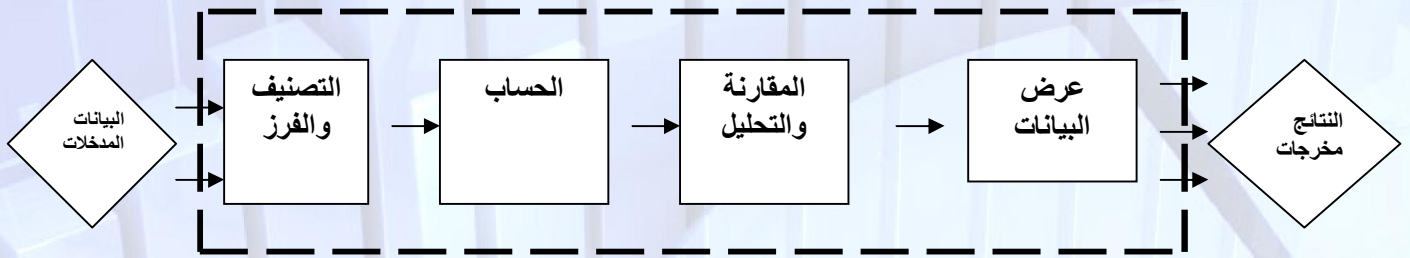 البيانات
المدخلات
التصنيف
والفرز
الحساب
المقارنة
والتحليل
عرض
البيانات
النتائج
مخرجات